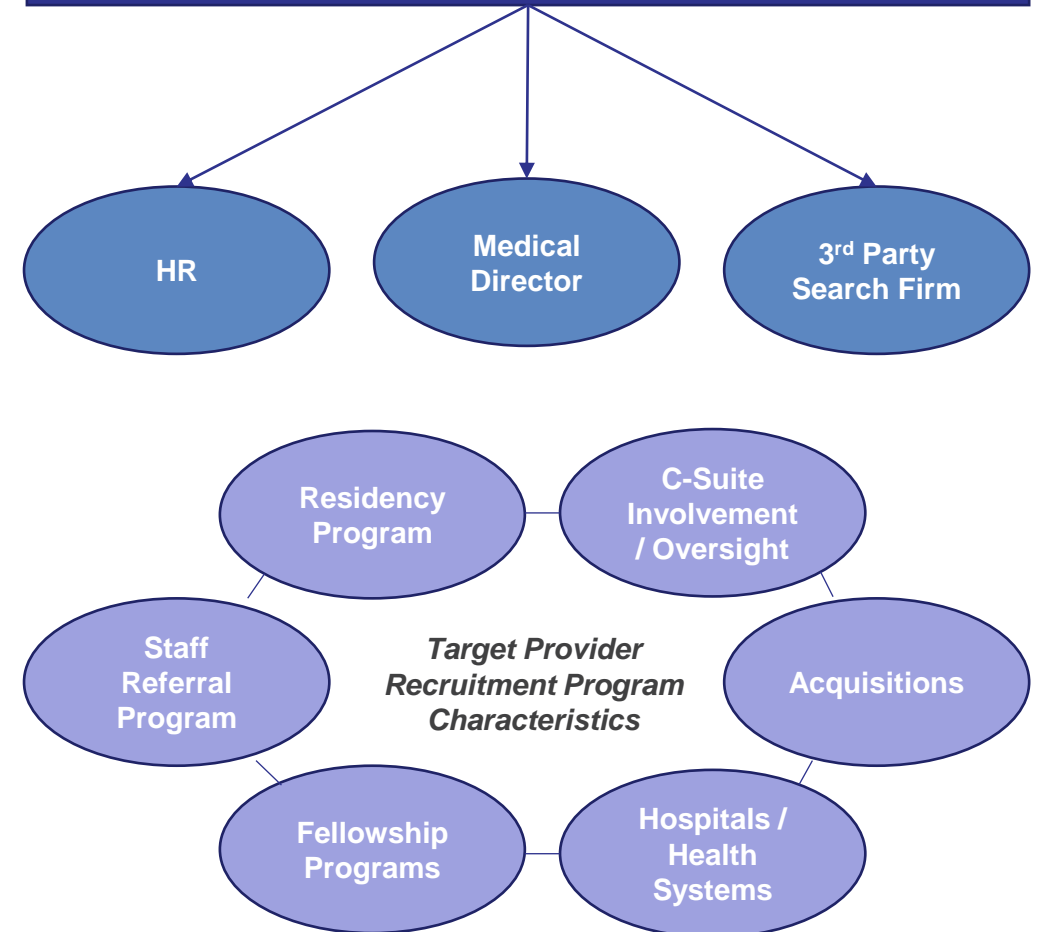 HR
Medical
Director
3rd Party
Search Firm
Residency
Program
C-Suite
Involvement
/ Oversight
Staff
Referral
Program
Target Provider
Recruitment Program
Characteristics
Acquisitions
Fellowship
Programs
Hospitals /
Health
Systems